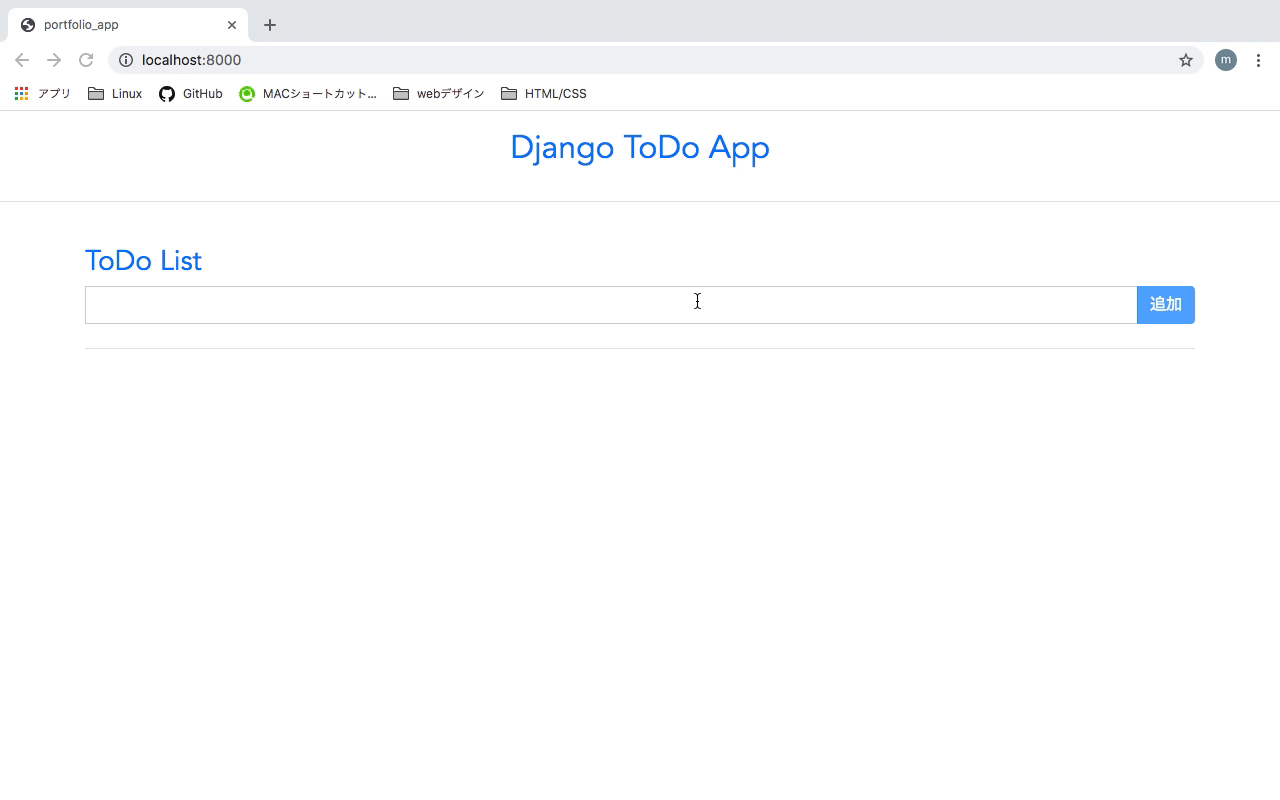 portfolio_app
localhost:8000
m
アプリ Linux GitHub MACショートカット... webデザイン HTML/CSS
Django ToDo App
ToDo List
追加